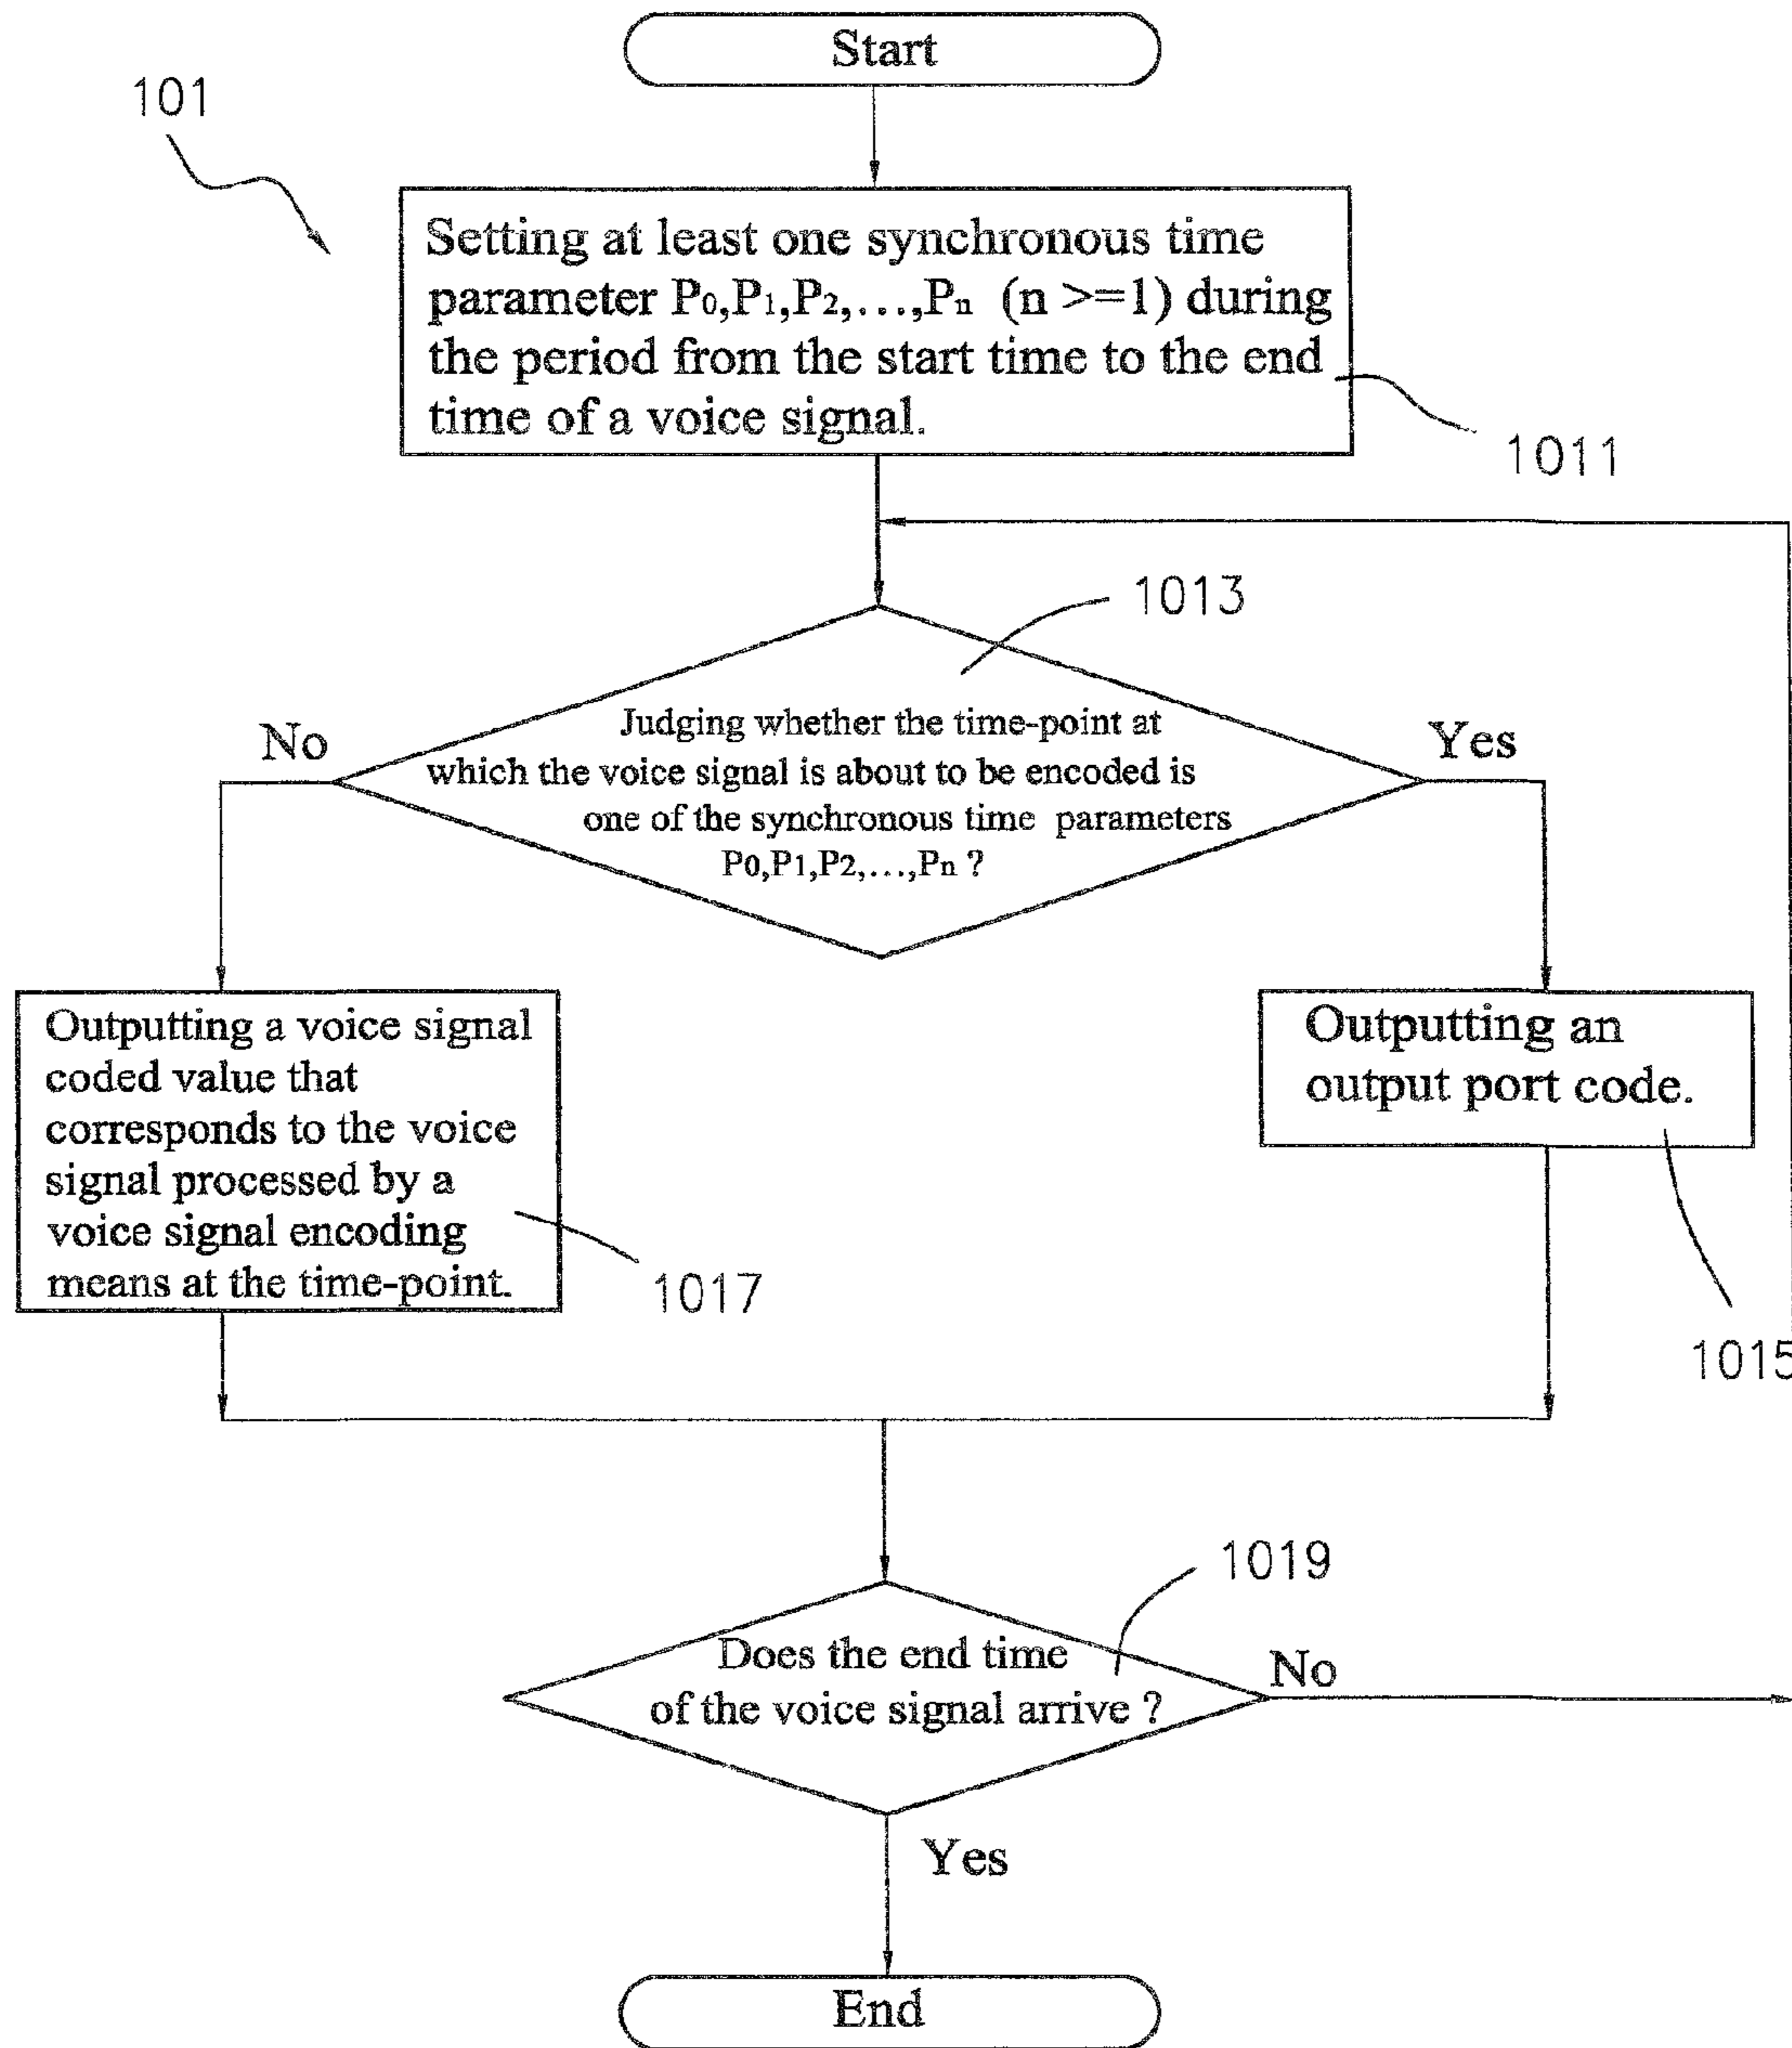 Start
101
Setting at least one synchronous time
parameter P0,P1,P2,...,Pn (n >=1) during
the period from the start time to the end
time of a voice signal.
1011
1013
Judging whether the time-point at
which the voice signal is about to be encoded is
one of the synchronous time parameters
P0,P1,P2,...,Pn ?
No
Yes
Outputting a voice signal
coded value that
corresponds to the voice
signal processed by a
voice signal encoding
means at the time-point.
1017
Outputting an
output port code.
1015
1019
Does the end time
of the voice signal arrive ?
No
Yes
End